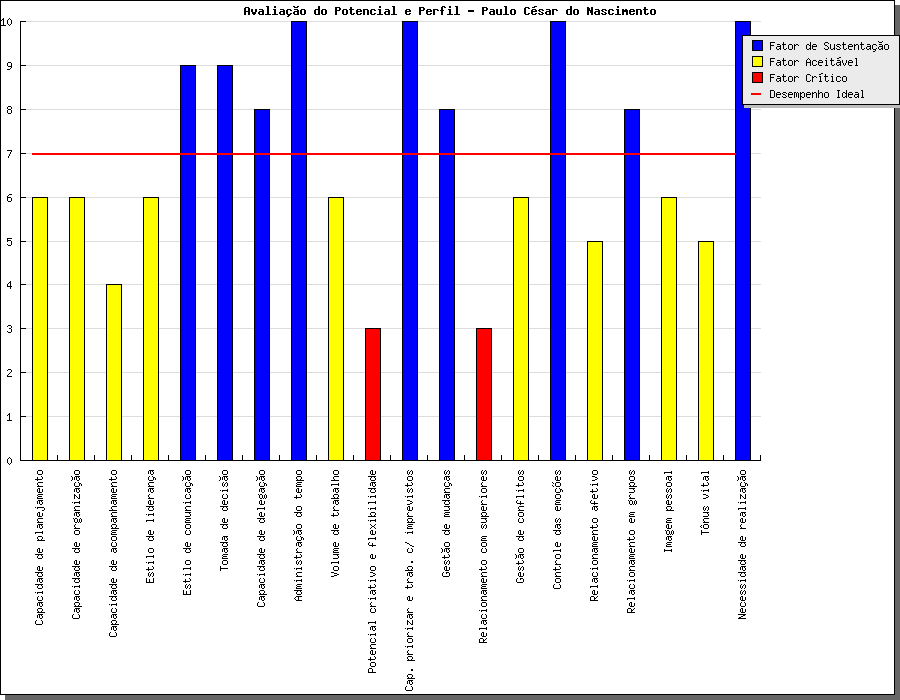 Avaliação do Potencial e Perfil - Paulo César do Nascimento
10
9
8
7
6
5
4
3
2
1
0
Fator de Sustentação
Fator Aceitável
Fator Crítico
Desempenho Ideal
Capacidade de planejamento
Capacidade de organização
Capacidade de acompanhamento
Estilo de liderança
Estilo de comunicação
Tomada de decisão
Capacidade de delegação
Administração do tempo
Volume de trabalho
Potencial criativo e flexibilidade
Cap. priorizar e trab. c/ imprevistos
Gestão de mudanças
Relacionamento com superiores
Gestão de conflitos
Controle das emoções
Relacionamento afetivo
Relacionamento em grupos
Imagem pessoal
Tônus vital
Necessidade de realização